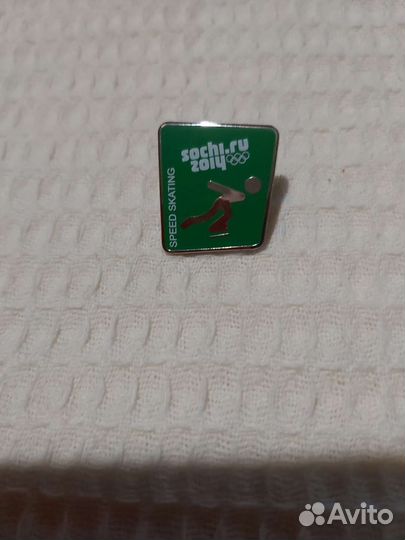 sochi.ru
2014
SPEED SKATING
Avito